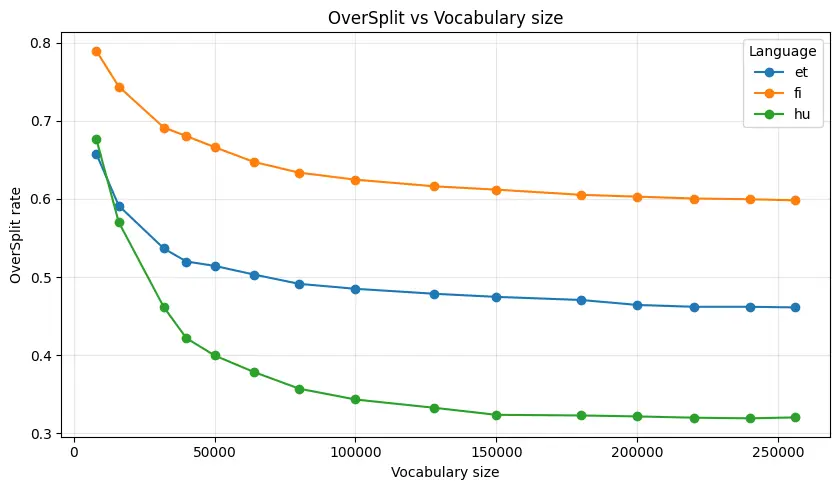 OverSplit vs Vocabulary size
0.8
0.7
0.6
0.5
0.4
0.3
OverSplit rate
Language
et
fi
hu
0 50000 100000 150000 200000 250000
Vocabulary size